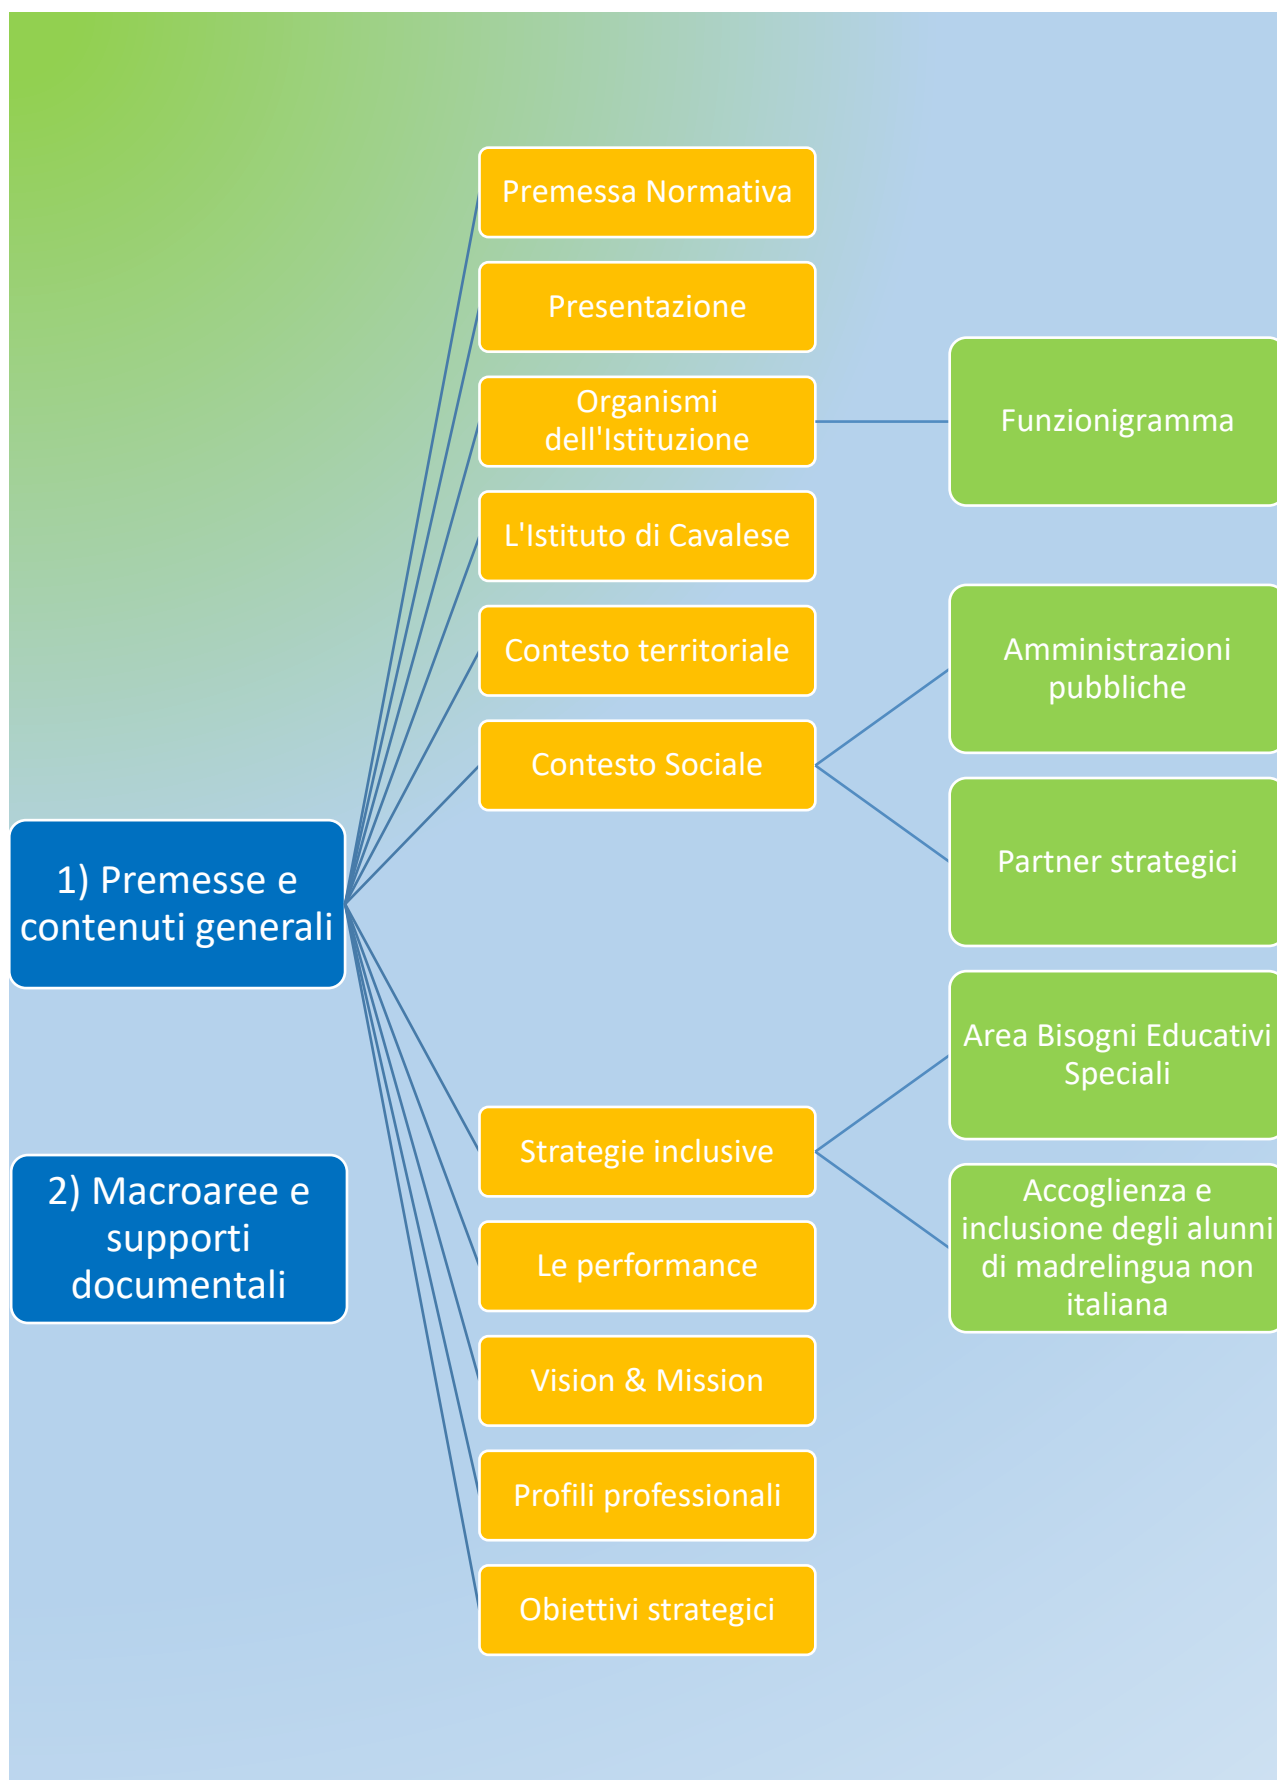 1) Premesse e
contenuti generali
2) Macroaree e
supporti
documentali
Premessa Normativa
Presentazione
Organismi
dell'Istituzione
L'Istituto di Cavalese
Contesto territoriale
Contesto Sociale
Strategie inclusive
Le performance
Vision & Mission
Profili professionali
Obiettivi strategici
Funzionigramma
Amministrazioni
pubbliche
Partner strategici
Area Bisogni Educativi
Speciali
Accoglienza e
inclusione degli alunni
di madrelingua non
italiana